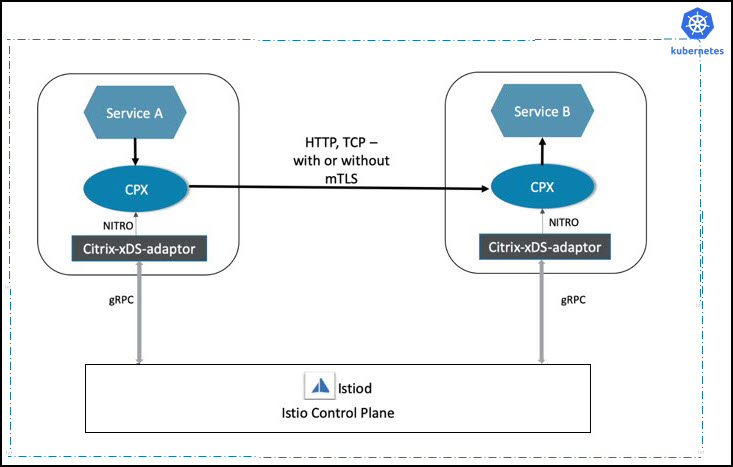 kubernetes
Service A
Service B
HTTP, TCP –
with or without
mTLS
CPX
CPX
NITRO
NITRO
Citrix-xDS-adaptor
Citrix-xDS-adaptor
gRPC
gRPC
Istiod
Istio Control Plane